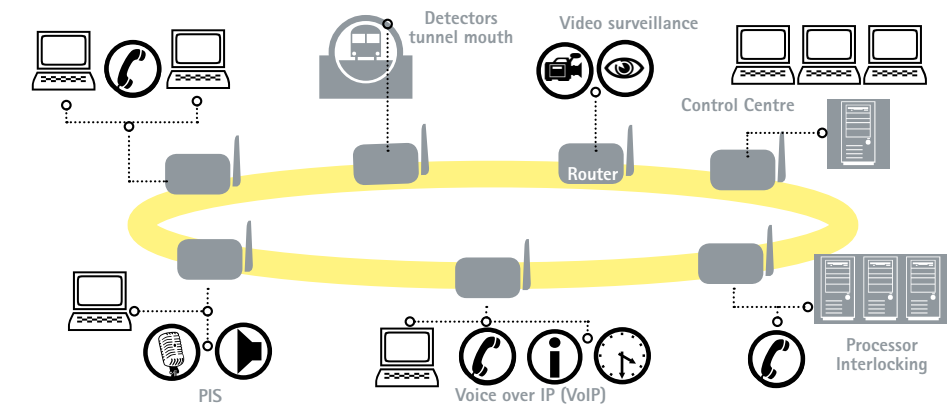 Detectors
tunnel mouth
Video surveillance
Control Centre
Router
Processor
Interlocking
PIS
Voice over IP (VoIP)